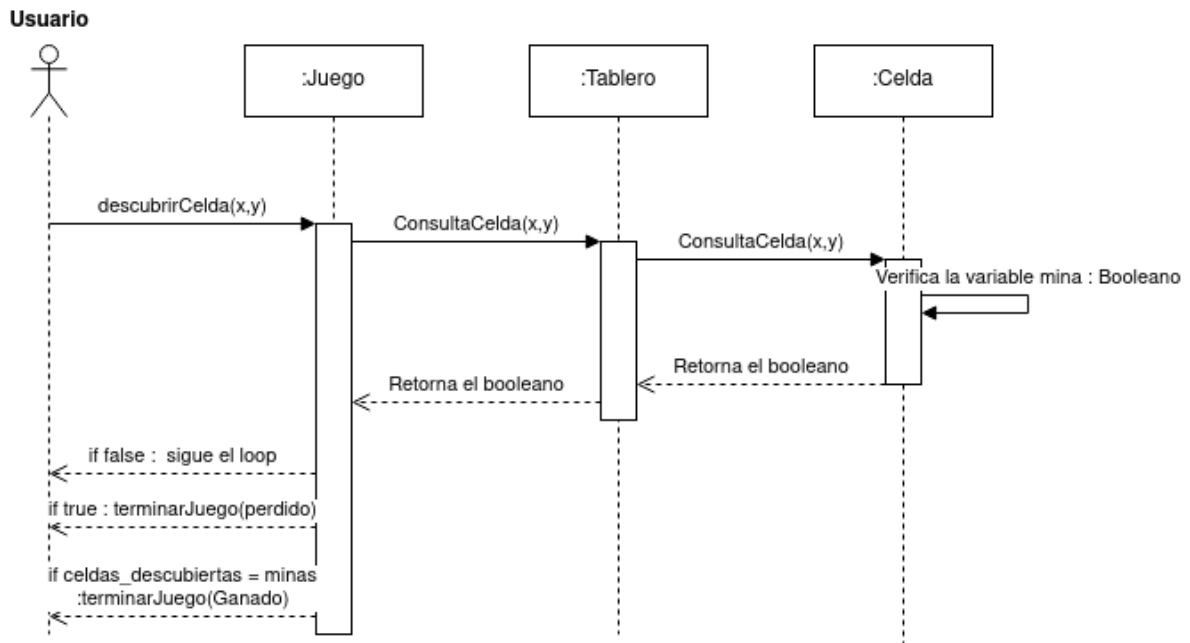 Usuario
:Juego
:Tablero
:Celda
descubrirCelda(x,y)
ConsultaCelda(x,y)
ConsultaCelda(x,y)
Verifica la variable mina : Booleano
Retorna el booleano
Retorna el booleano
if false :  sigue el loop
if true : terminarJuego(perdido)
if celdas_descubiertas = minas
:terminarJuego(Ganado)